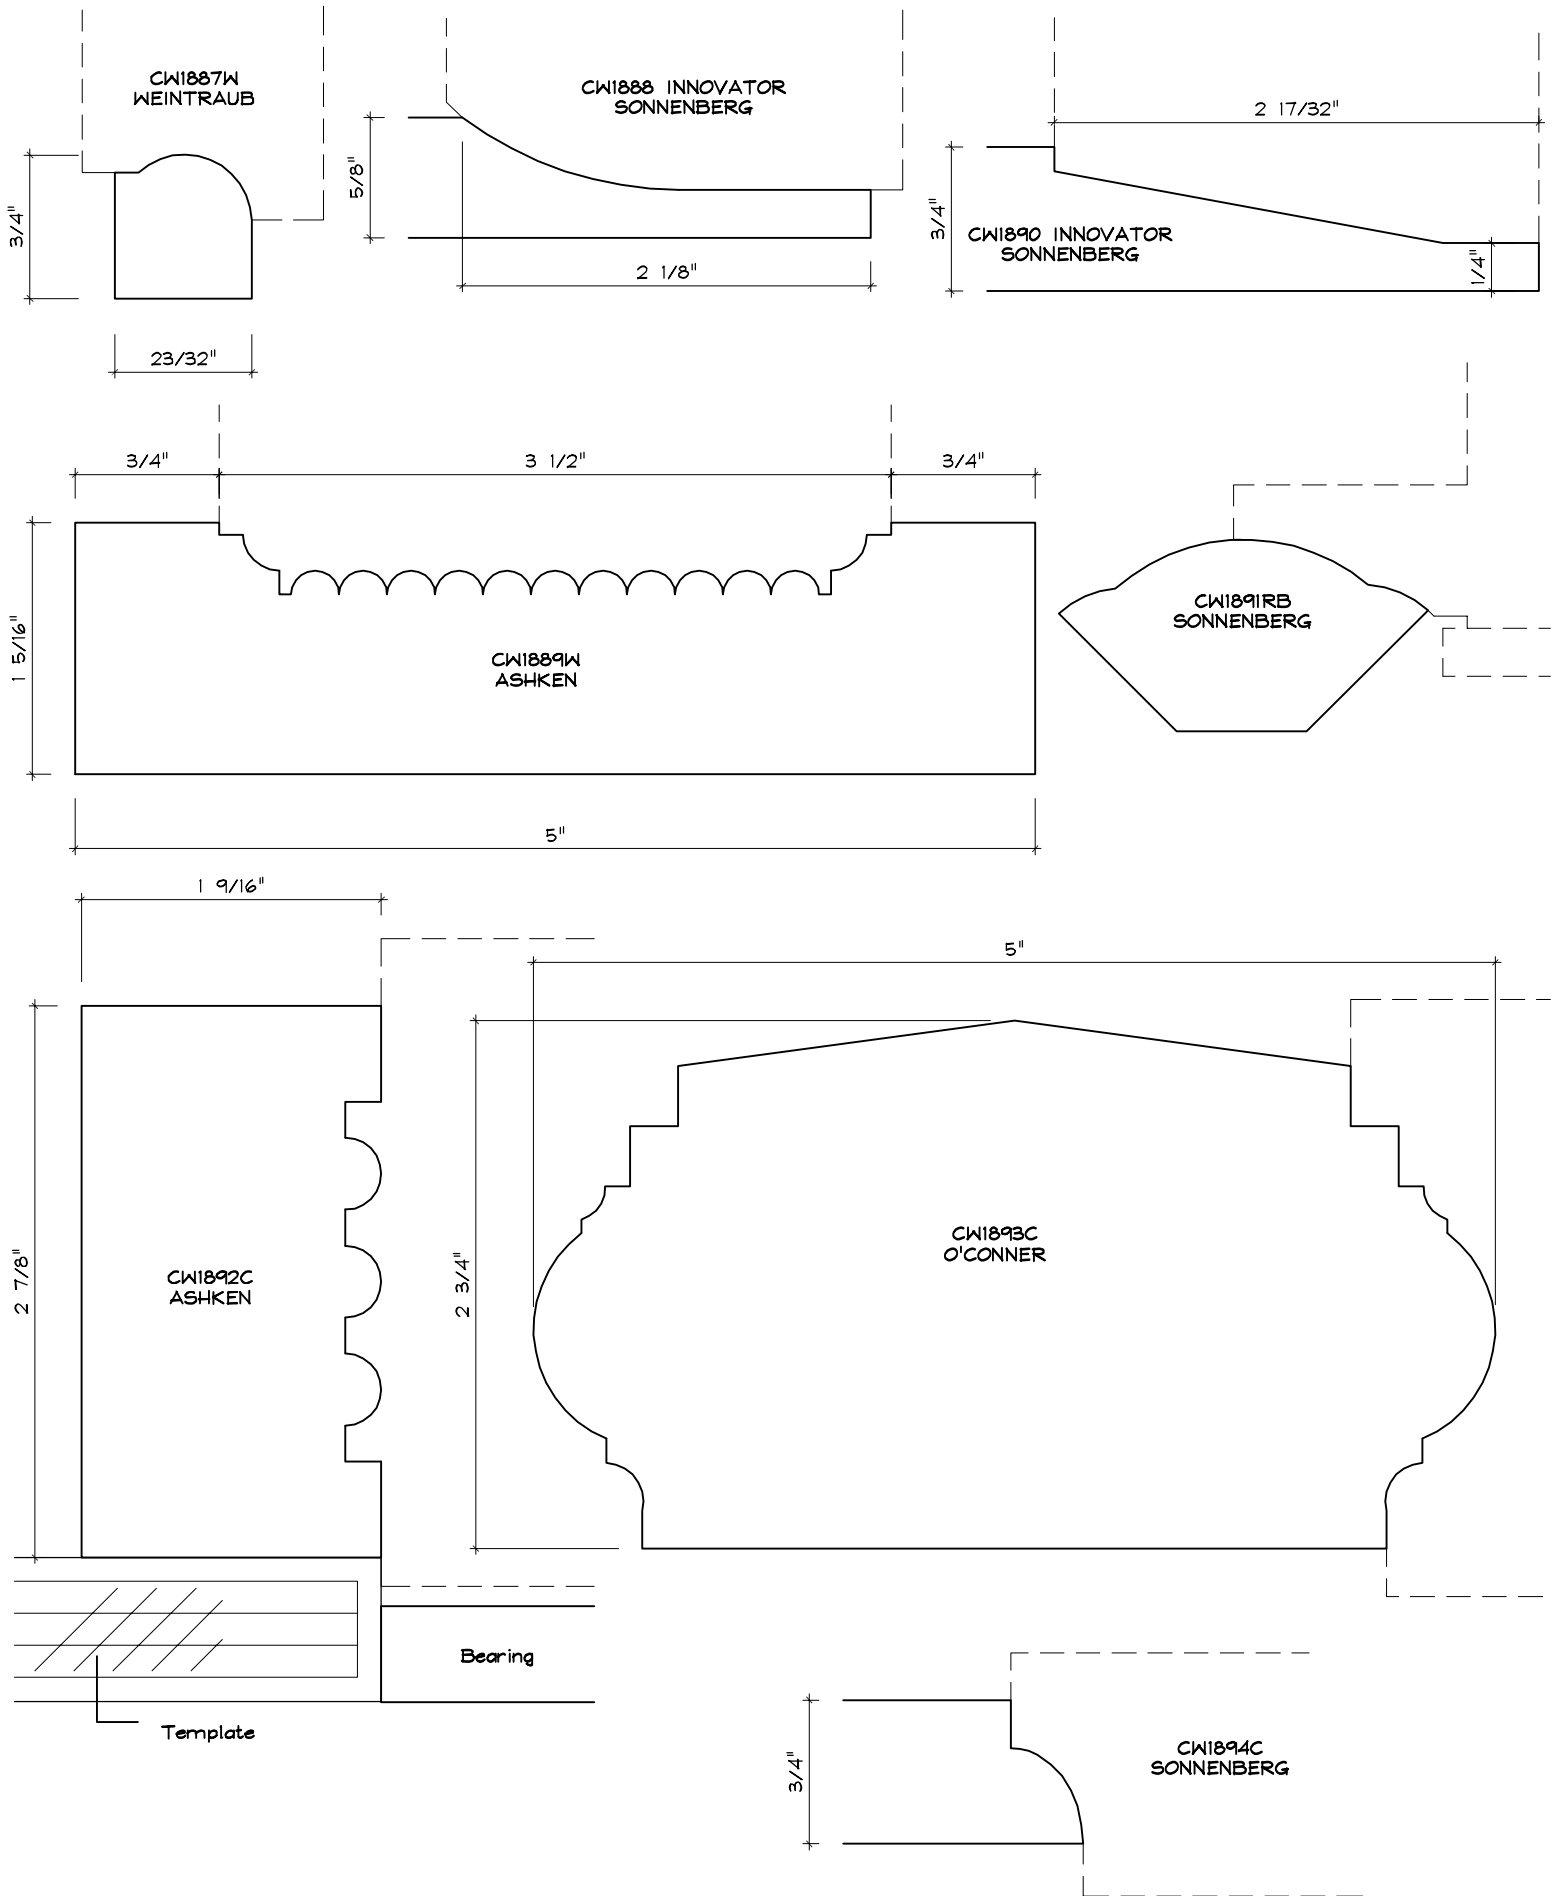 CW1887W
WEINTRAUB
3/4"
23/32"
CW1888 INNOVATOR
SONNENBERG
5/8"
2 1/8"
2 17/32"
3/4"
CW1890 INNOVATOR
SONNENBERG
1/4"
3/4"
3 1/2"
3/4"
1 5/16"
CW1889W
ASHKEN
5"
CW1891RB
SONNENBERG
1 9/16"
2 7/8"
CW1892C
ASHKEN
5"
2 3/4"
CW1893C
O'CONNER
Bearing
Template
3/4"
CW1894C
SONNENBERG